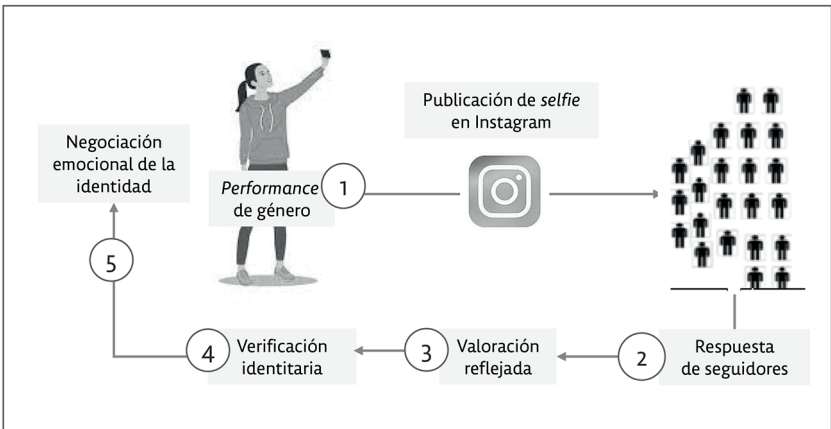 Publicación de selfie
en Instagram
Negociación
emocional de la
identidad
Performance
de género
1
5
4
Verificación
identitaria
3
Valoración
reflejada
2
Respuesta
de seguidores